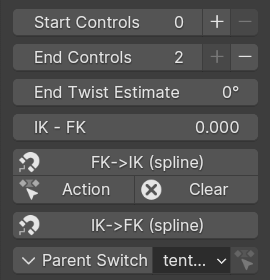 Start Controls 0 + −
End Controls 2 + −
End Twist Estimate 0°
IK - FK 0.000
FK->IK (spline)
Action Clear
IK->FK (spline)
Parent Switch tent...